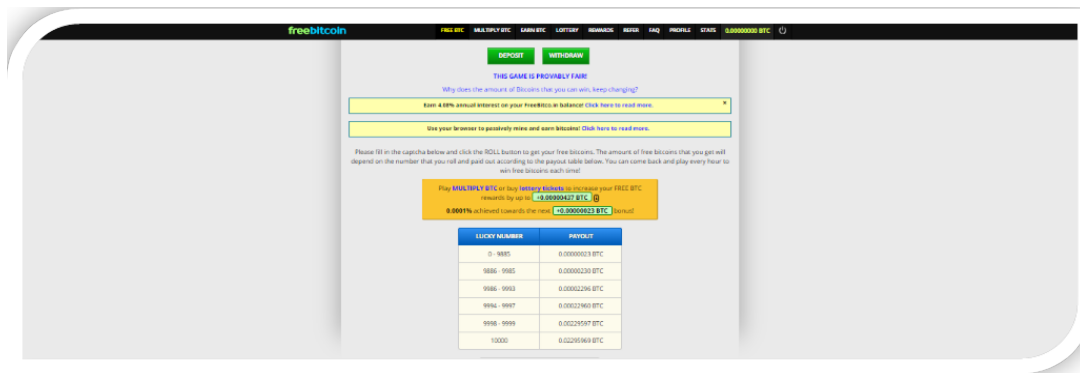 freebitcoin FREE BTC MULTIPLY BTC EARN BTC LOTTERY REWARDS REFER FAQ PROFILE STATS 0.00000000 BTC
DEPOSIT WITHDRAW
THIS GAME IS PROVABLY FAIR!
Why does the amount of Bitcoins that you can win, keep changing?
Earn 4.08% annual interest on your FreeBitco.in balance! Click here to read more. x
Use your browser to passively mine and earn bitcoins! Click here to read more.
Please fill in the captcha below and click the ROLL button to get your free bitcoins. The amount of free bitcoins that you get will
depend on the number that you roll and paid out according to the payout table below. You can come back and play every hour to
win free bitcoins each time!
Play MULTIPLY BTC or buy lottery tickets to increase your FREE BTC
rewards by up to +0.00000437 BTC
0.0001% achieved towards the next +0.00000023 BTC bonus!
LUCKY NUMBER PAYOUT
0 - 9885 0.00000023 BTC
9886 - 9985 0.00000230 BTC
9986 - 9993 0.00002296 BTC
9994 - 9997 0.00022960 BTC
9998 - 9999 0.00229597 BTC
10000 0.02295969 BTC